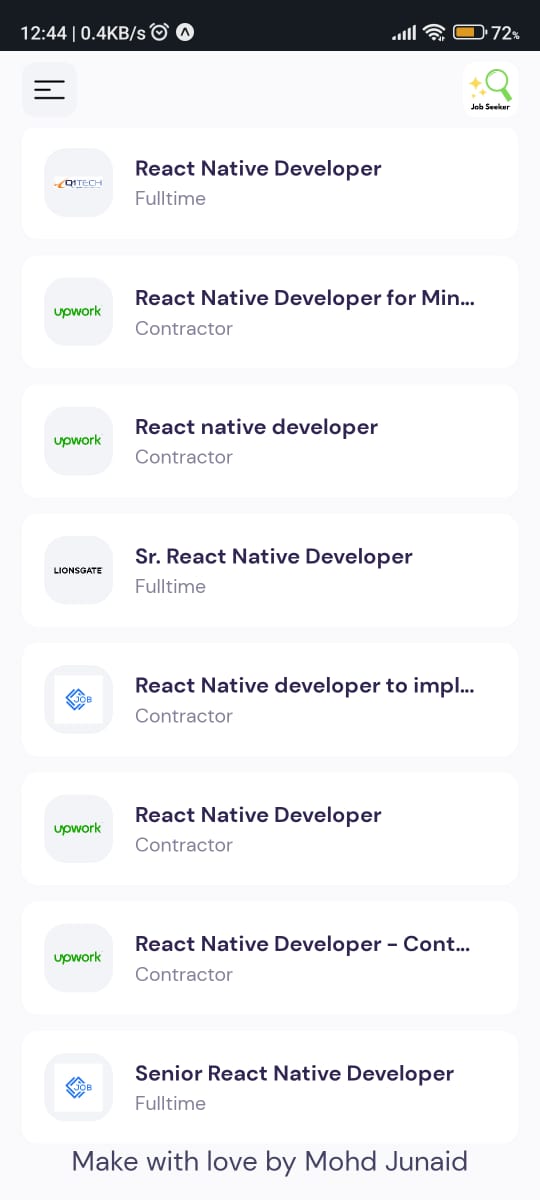 12:44 | 0.4KB/s
72%
Job Seeker
Q1TECH
React Native Developer
Fulltime
upwork
React Native Developer for Min...
Contractor
upwork
React native developer
Contractor
LIONSGATE
Sr. React Native Developer
Fulltime
JOB
React Native developer to impl...
Contractor
upwork
React Native Developer
Contractor
upwork
React Native Developer – Cont...
Contractor
JOB
Senior React Native Developer
Fulltime
Make with love by Mohd Junaid